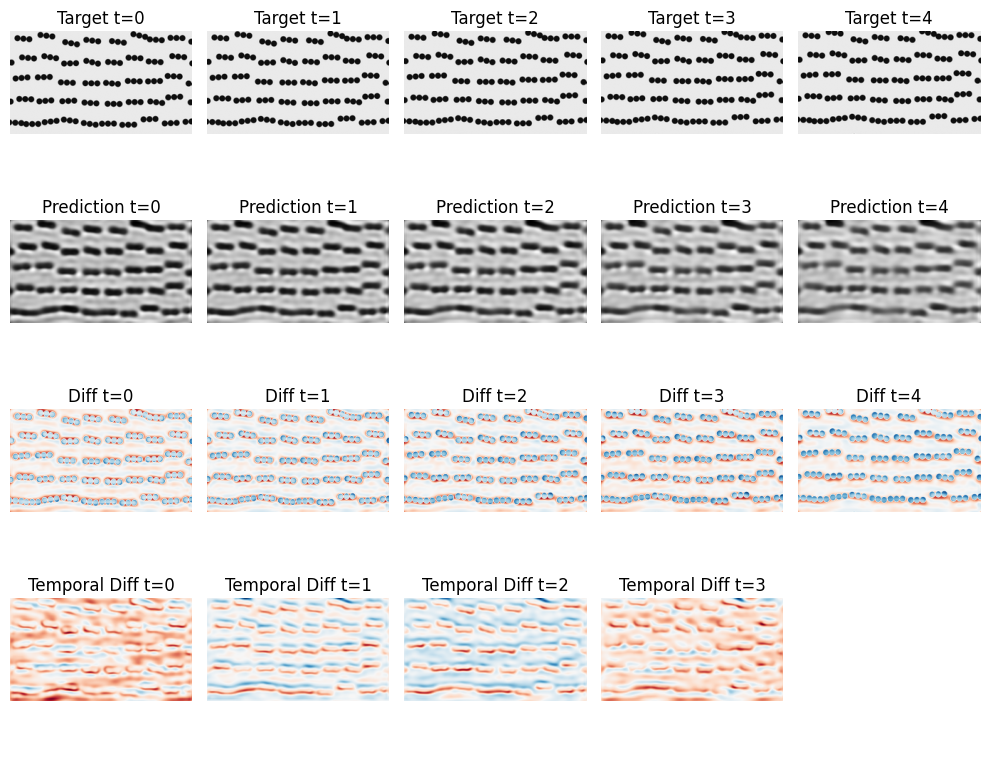 Target t=0 Target t=1 Target t=2 Target t=3 Target t=4
Prediction t=0 Prediction t=1 Prediction t=2 Prediction t=3 Prediction t=4
Diff t=0 Diff t=1 Diff t=2 Diff t=3 Diff t=4
Temporal Diff t=0 Temporal Diff t=1 Temporal Diff t=2 Temporal Diff t=3